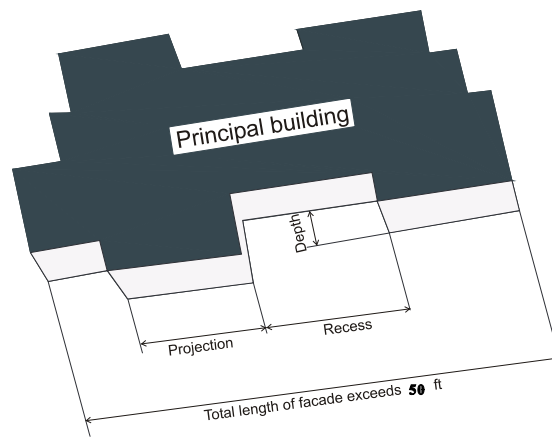 Principal building
Depth
Projection
Recess
Total length of facade exceeds 50 ft